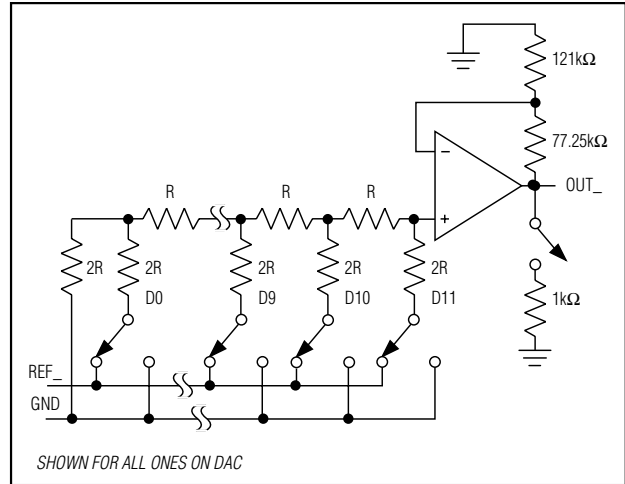 121kΩ
77.25kΩ
−
OUT_
+
R
R
R
2R
2R
D0
2R
D9
2R
D10
2R
D11
1kΩ
REF_
GND
SHOWN FOR ALL ONES ON DAC